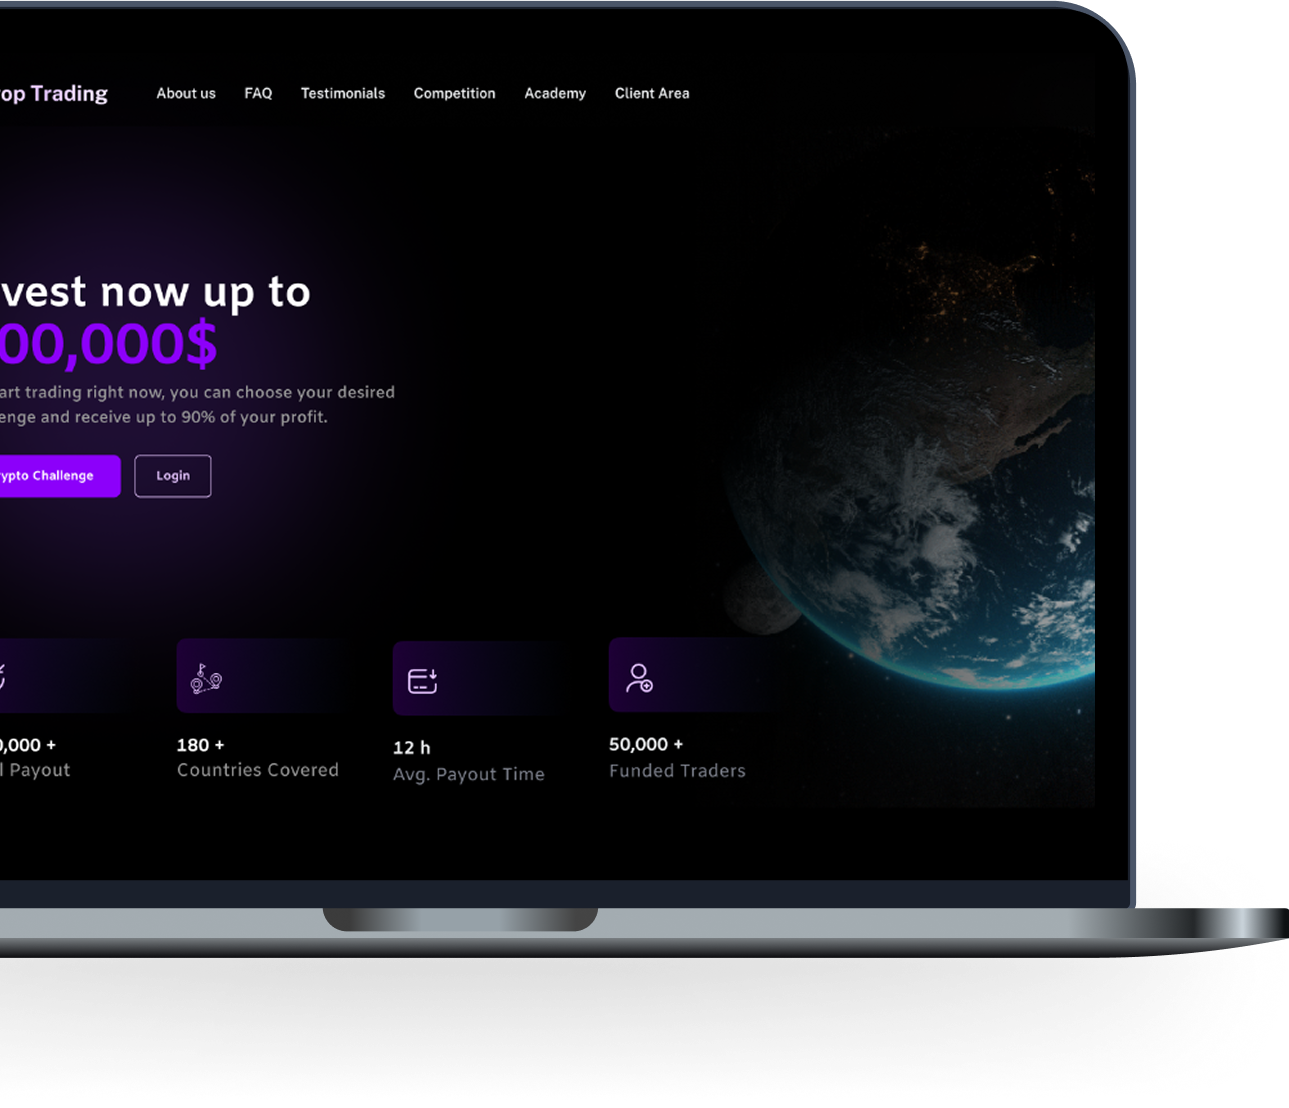 op Trading
About us FAQ Testimonials Competition Academy Client Area
vest now up to
00,000$
art trading right now, you can choose your desired
enge and receive up to 90% of your profit.
ypto Challenge Login
0,000 + 180 + 12 h 50,000 +
l Payout Countries Covered Avg. Payout Time Funded Traders